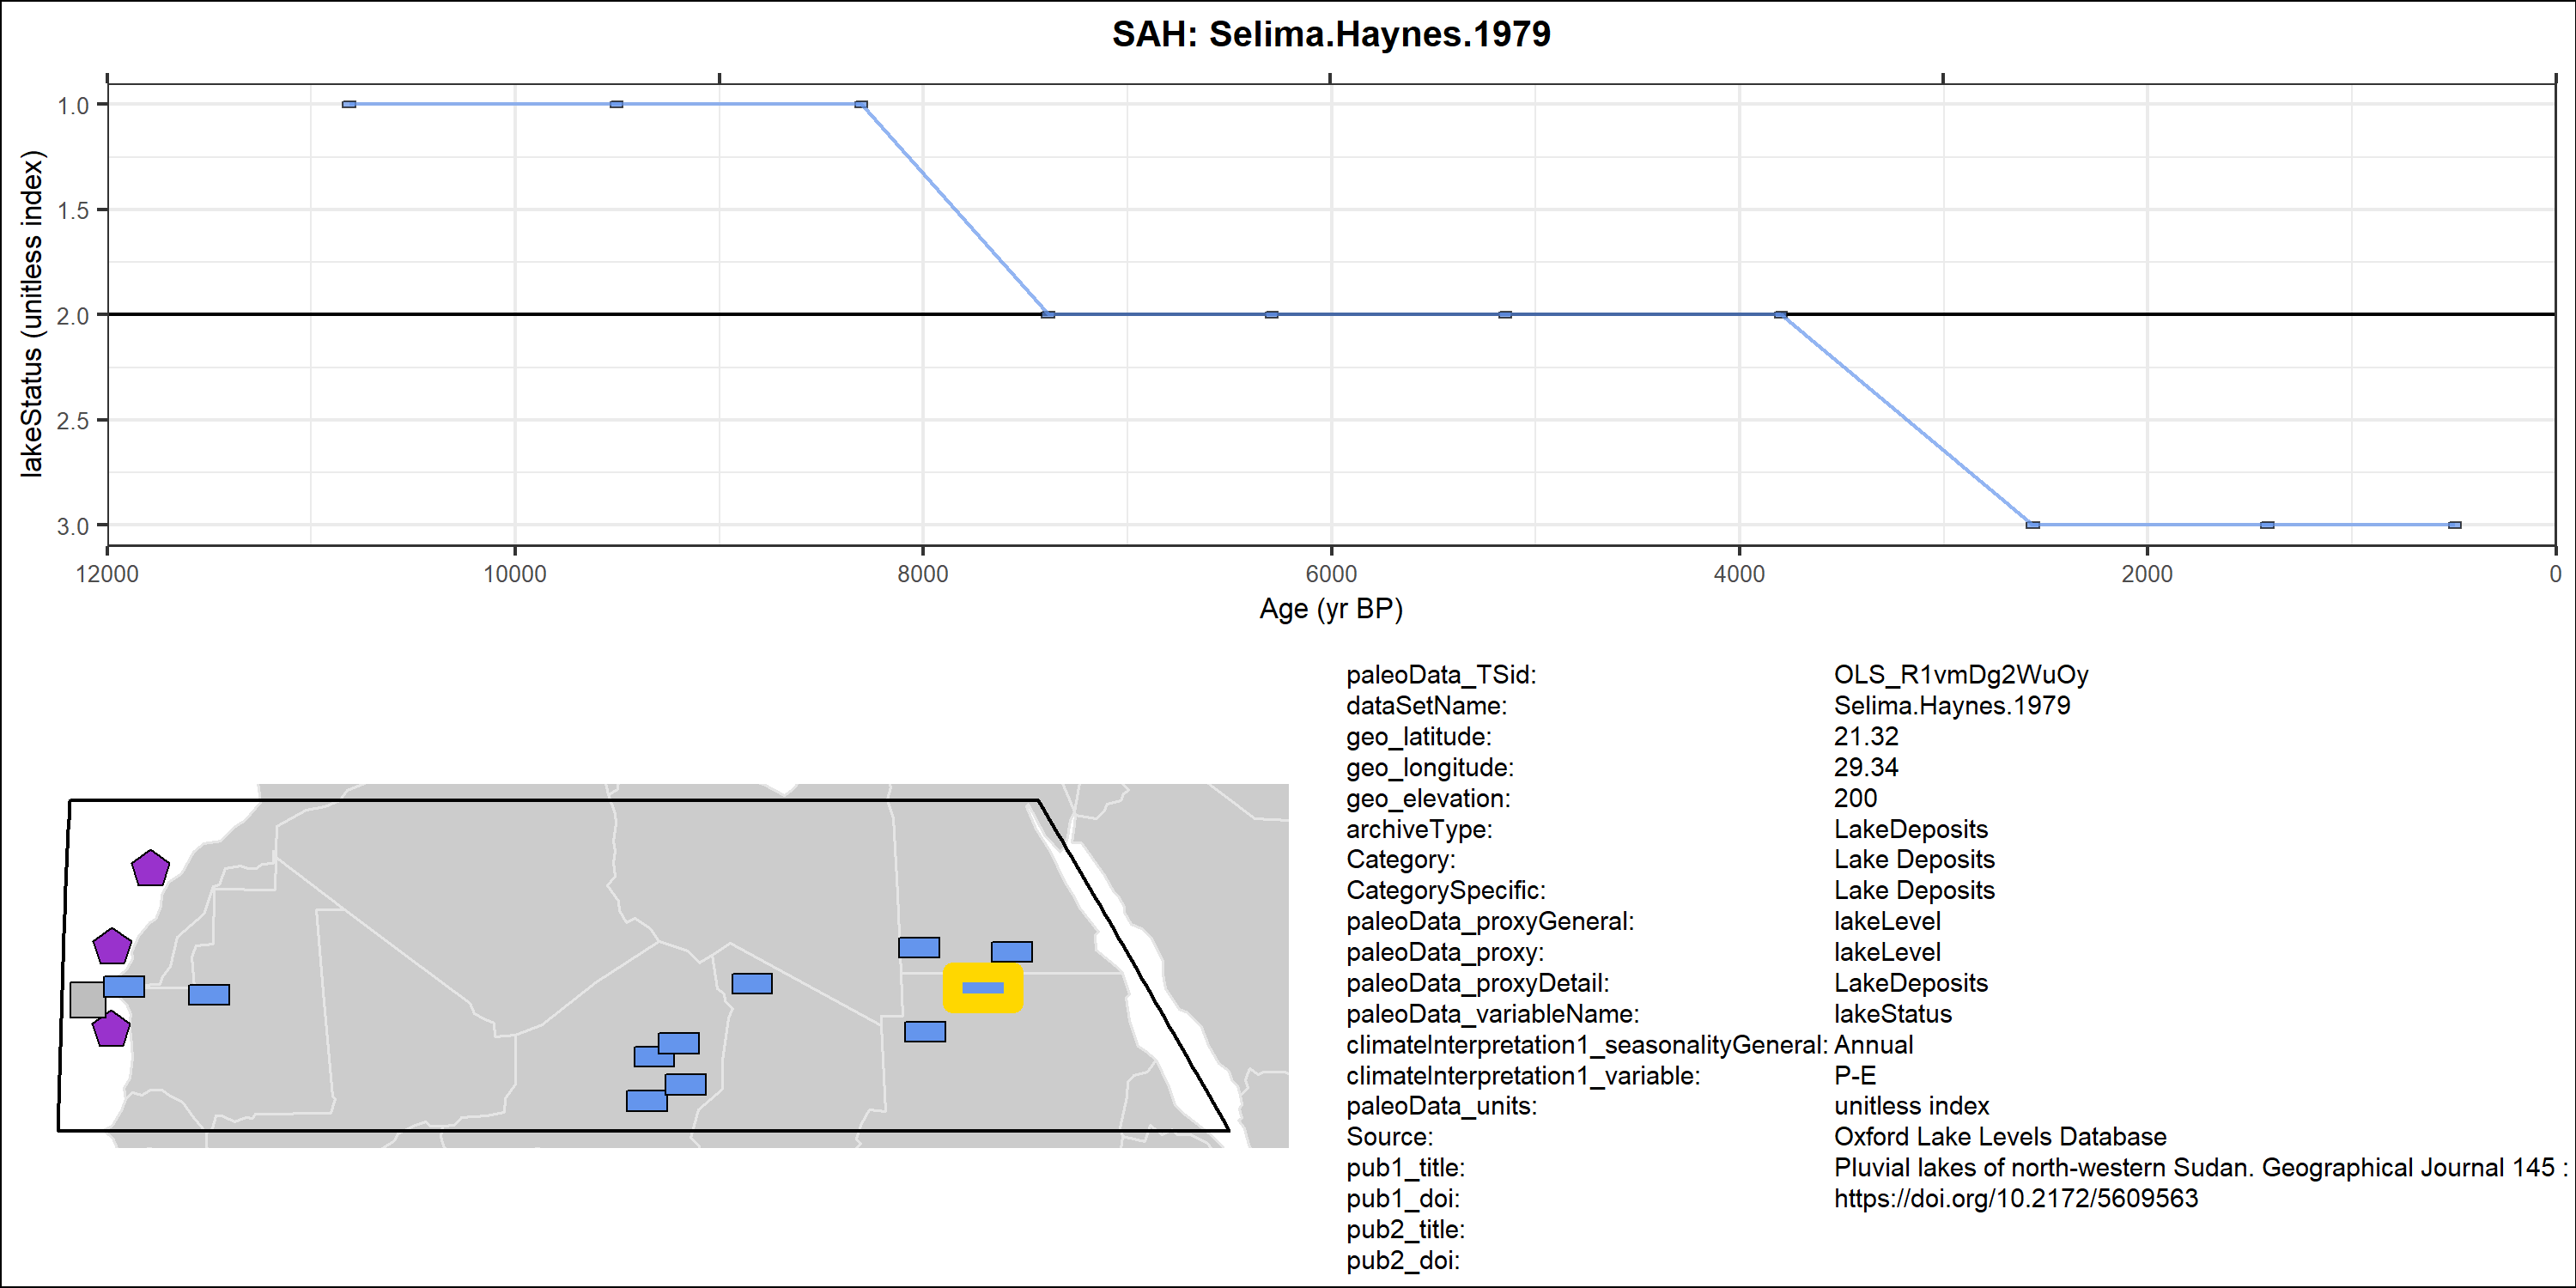 SAH: Selima.Haynes.1979
lakeStatus (unitless index)
1.0
1.5
2.0
2.5
3.0
12000 10000 8000 6000 4000 2000 0
Age (yr BP)
paleoData_TSid: OLS_R1vmDg2WuOy
dataSetName: Selima.Haynes.1979
geo_latitude: 21.32
geo_longitude: 29.34
geo_elevation: 200
archiveType: LakeDeposits
Category: Lake Deposits
CategorySpecific: Lake Deposits
paleoData_proxyGeneral: lakeLevel
paleoData_proxy: lakeLevel
paleoData_proxyDetail: LakeDeposits
paleoData_variableName: lakeStatus
climateInterpretation1_seasonalityGeneral: Annual
climateInterpretation1_variable: P-E
paleoData_units: unitless index
Source: Oxford Lake Levels Database
pub1_title: Pluvial lakes of north-western Sudan. Geographical Journal 145 :
pub1_doi: https://doi.org/10.2172/5609563
pub2_title:
pub2_doi: